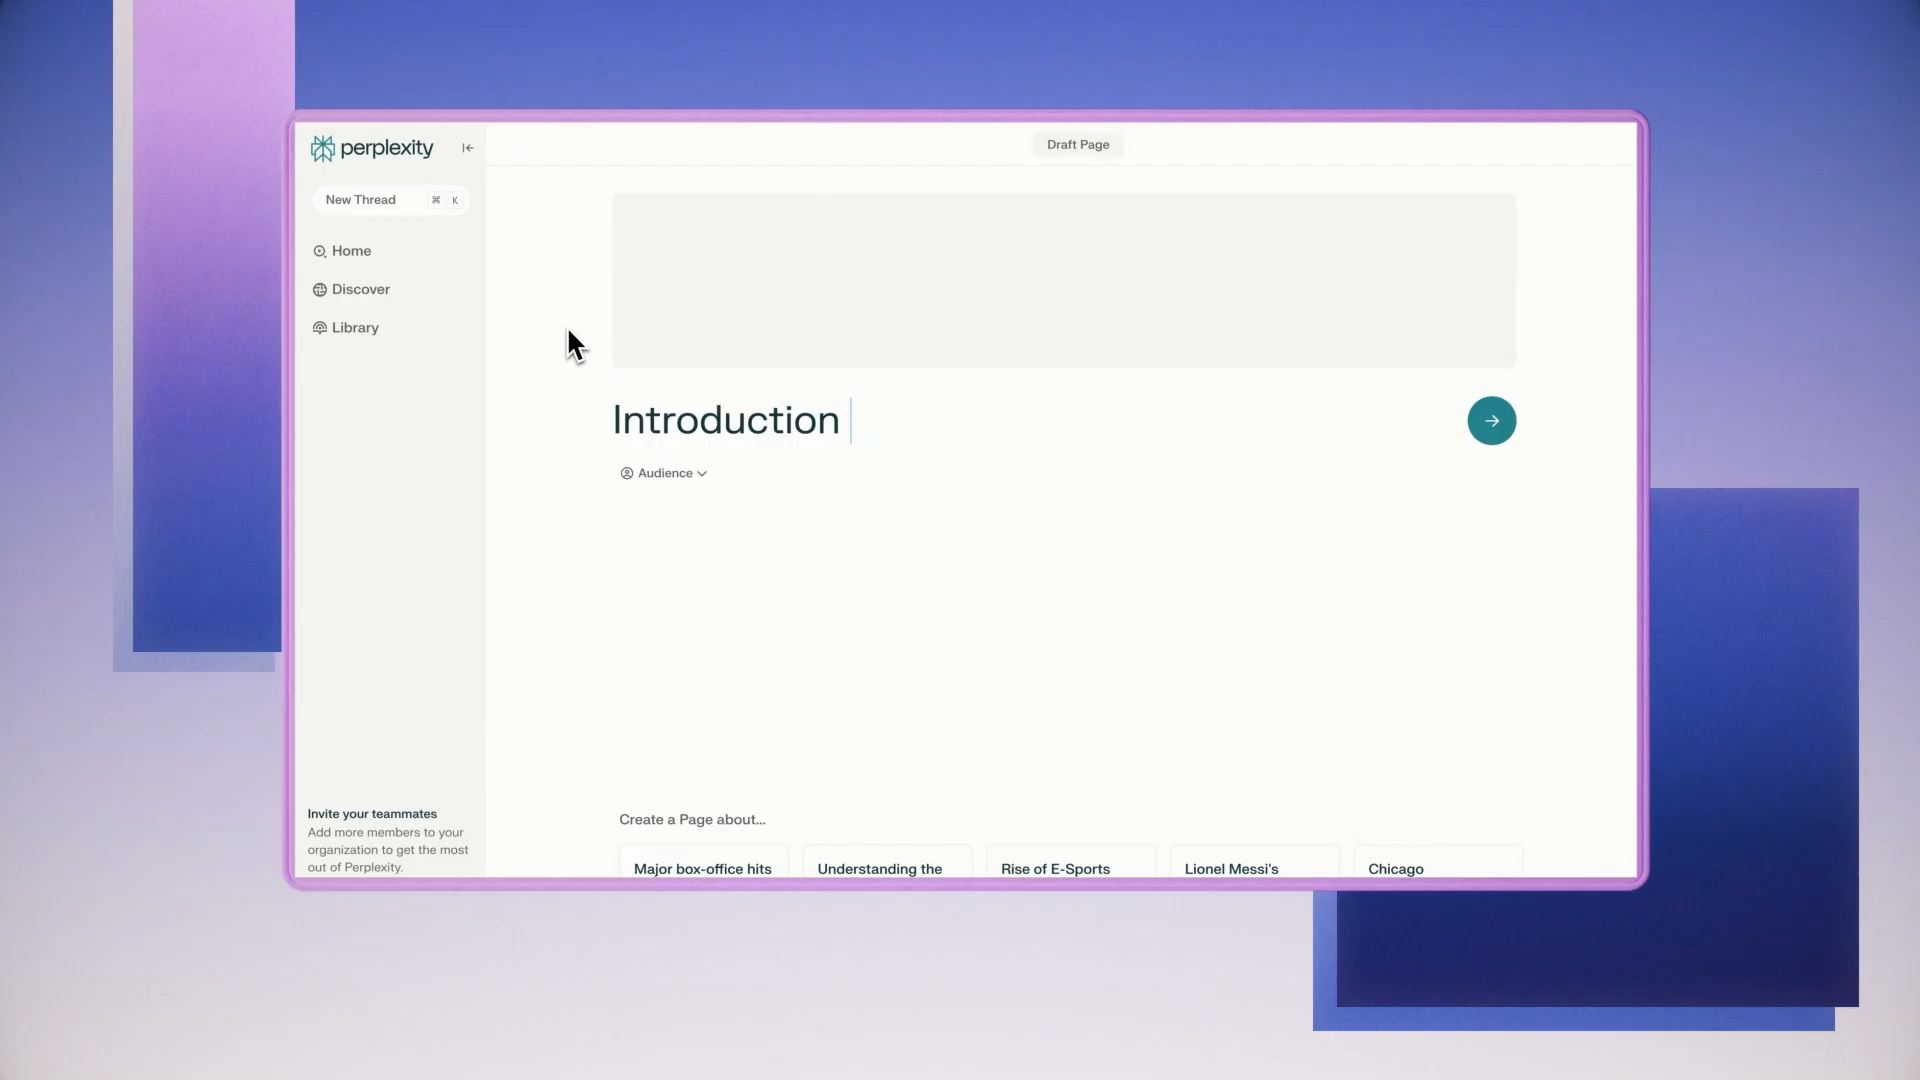 perplexity
New Thread ⌘ K
Home
Discover
Library
Invite your teammates
Add more members to your
organization to get the most
out of Perplexity.
Draft Page
Introduction
Audience
Create a Page about...
Major box-office hits
Understanding the
Rise of E-Sports
Lionel Messi's
Chicago